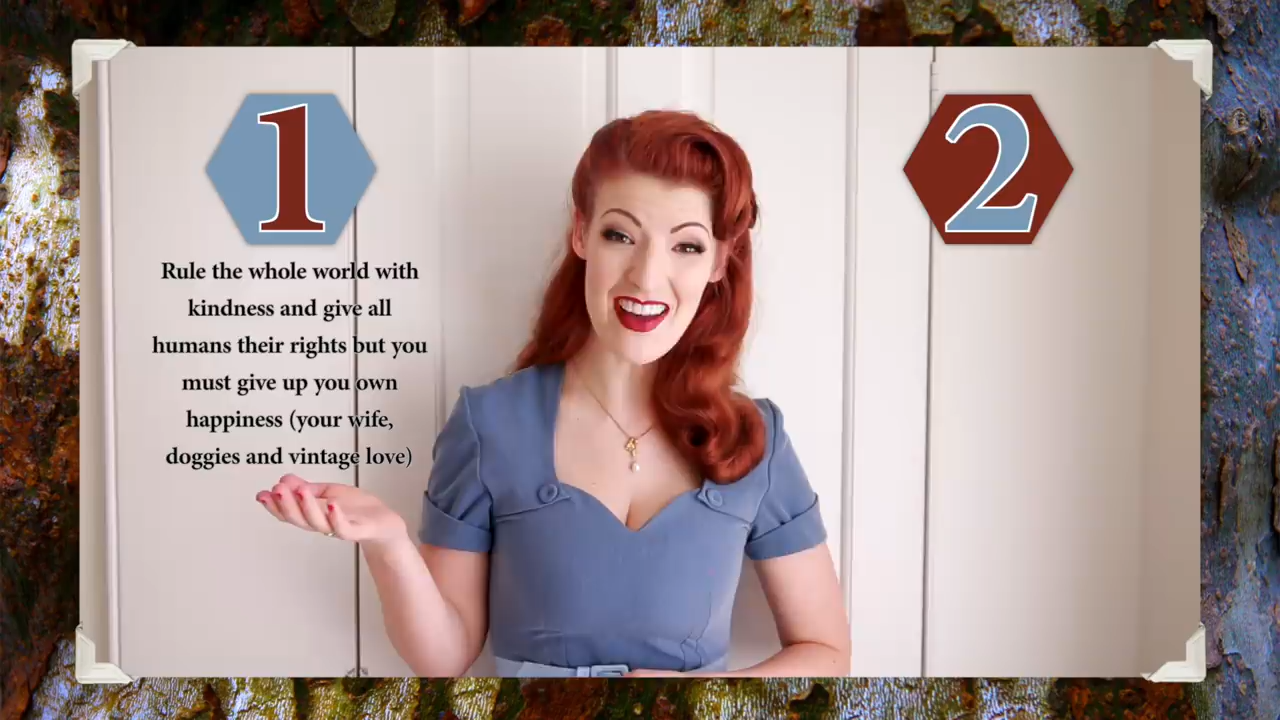 1
2
Rule the whole world with
kindness and give all
humans their rights but you
must give up you own
happiness (your wife,
doggies and vintage love)